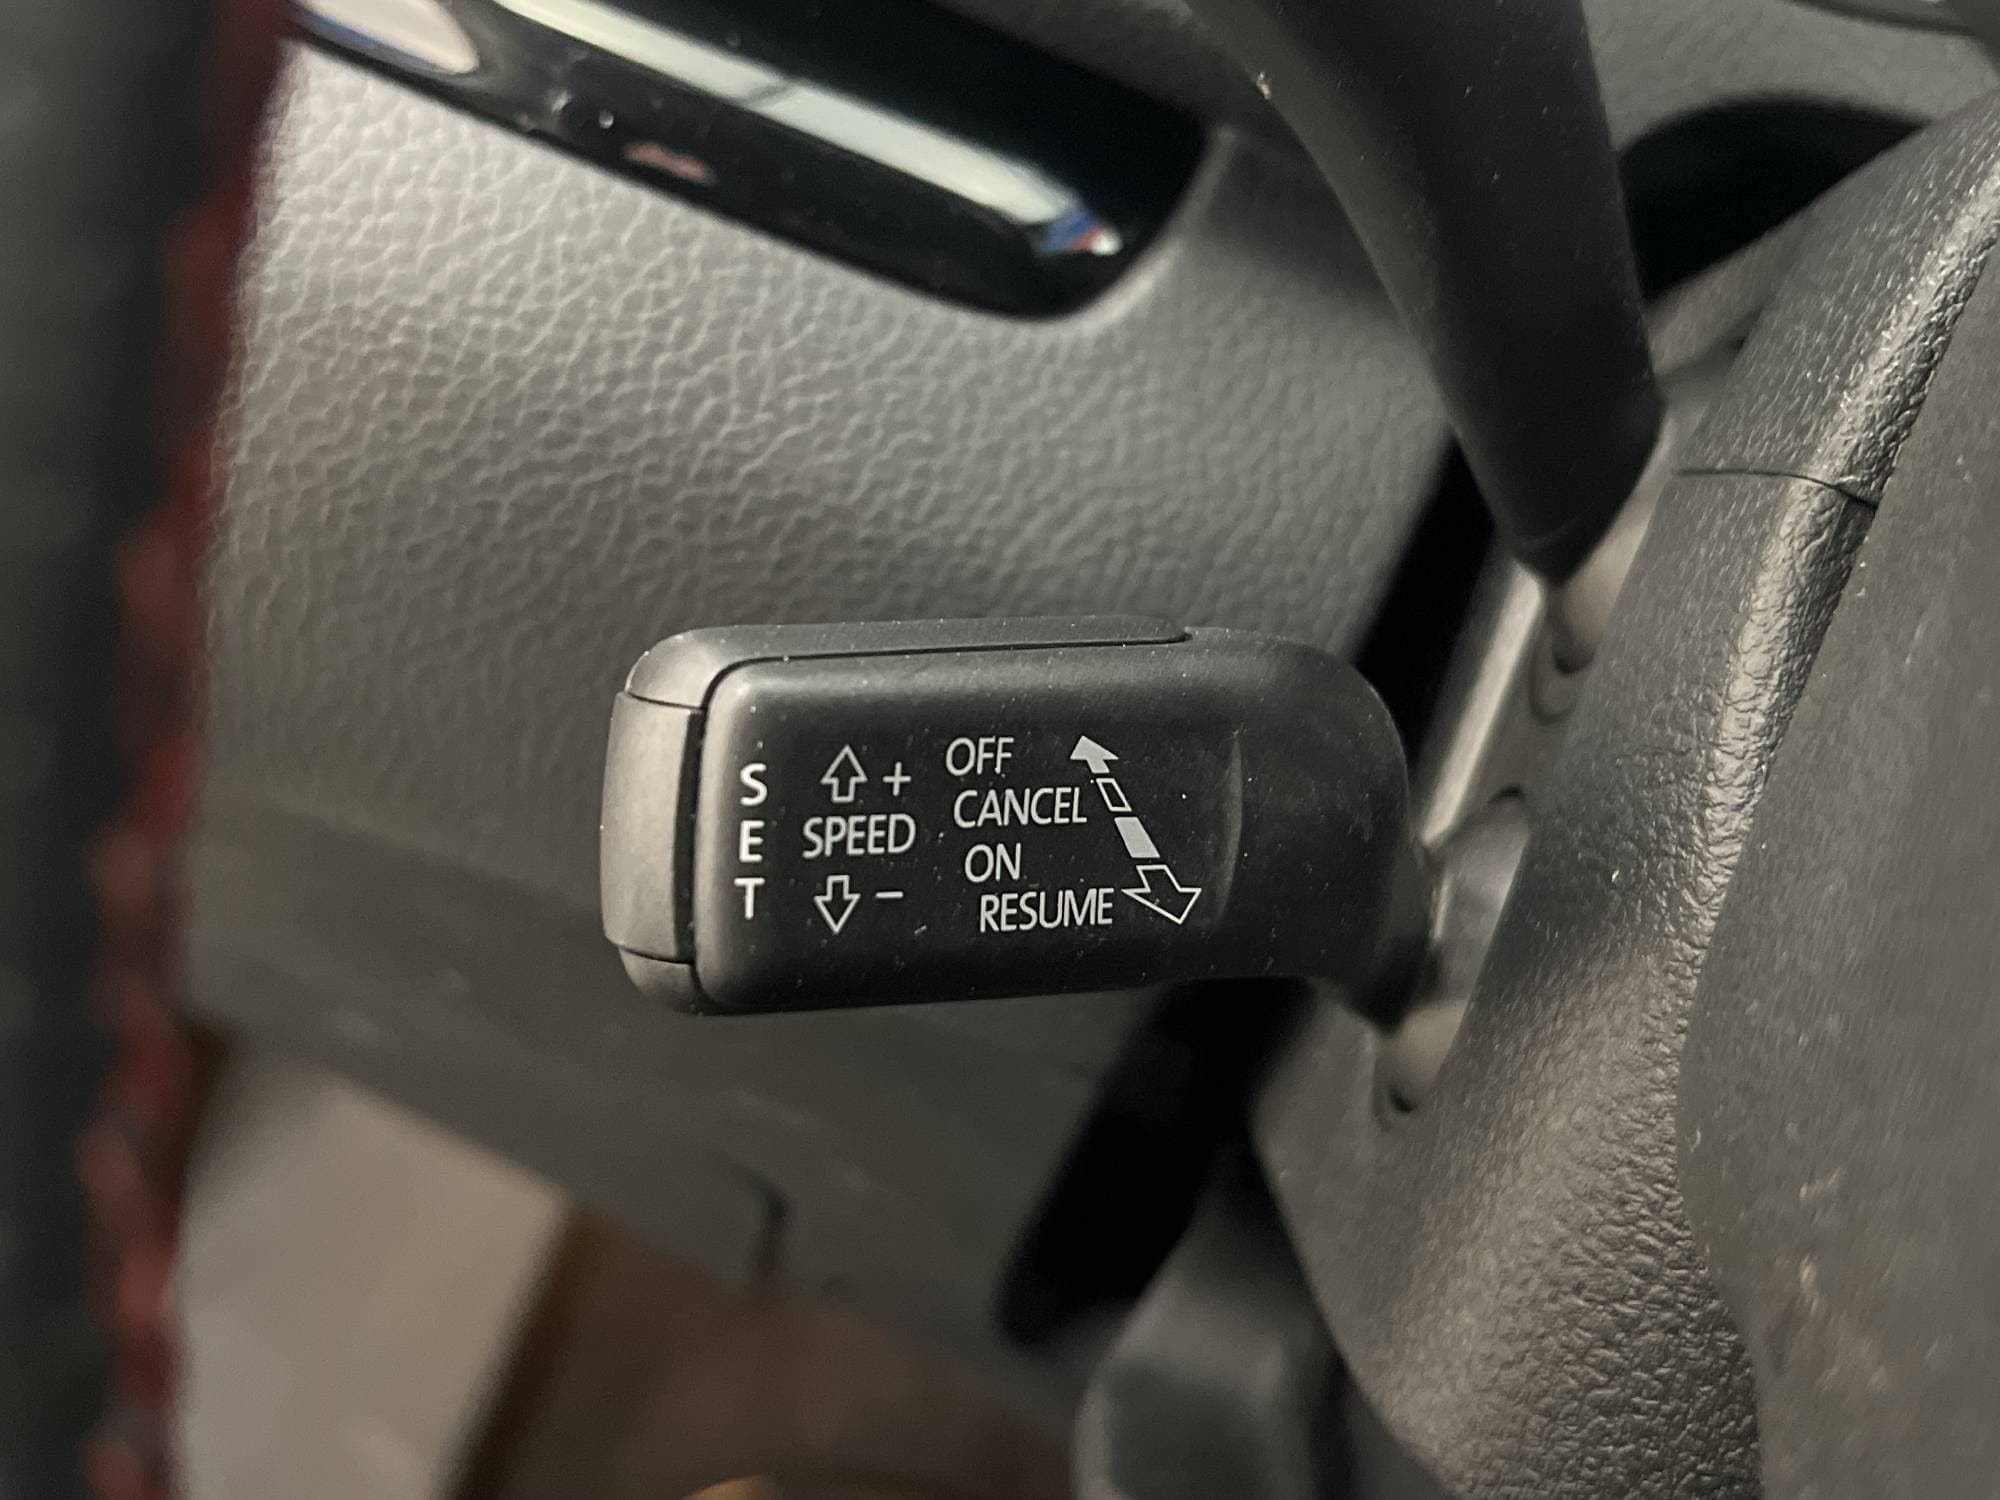 SET
+
SPEED
−
OFF
CANCEL
ON
RESUME